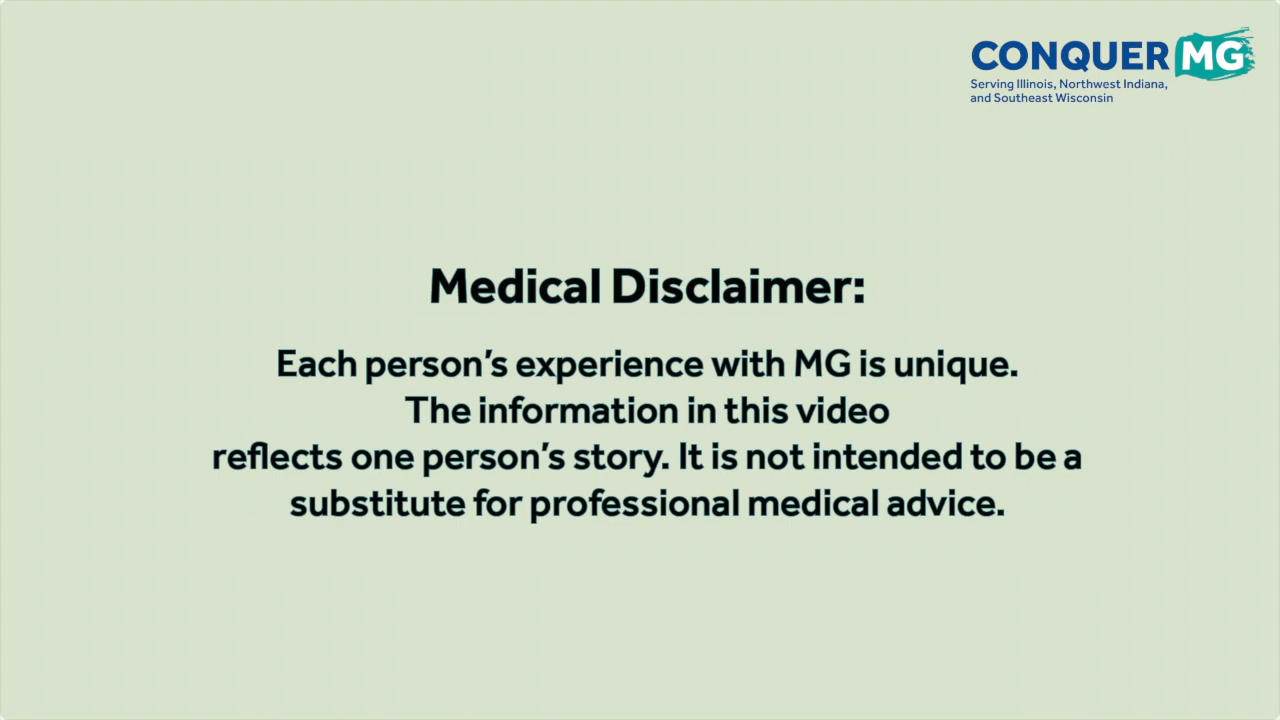 CONQUER MG
Serving Illinois, Northwest Indiana,
and Southeast Wisconsin
Medical Disclaimer:
Each person’s experience with MG is unique.
The information in this video
reflects one person’s story. It is not intended to be a
substitute for professional medical advice.